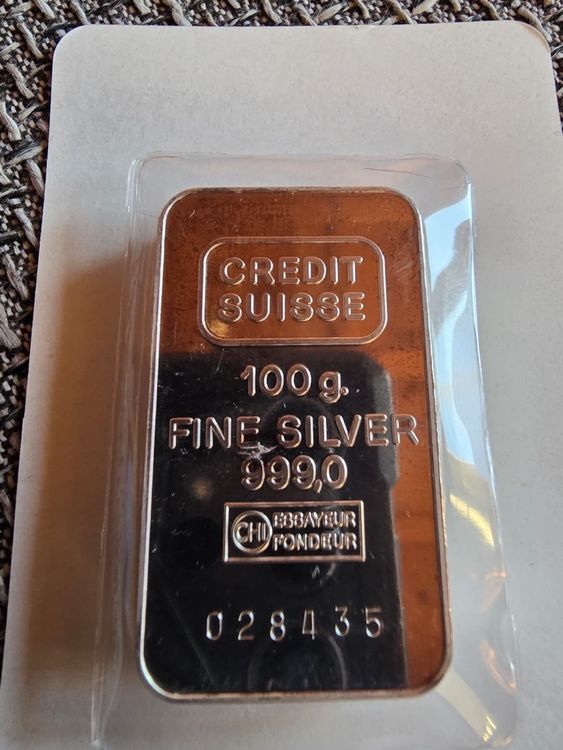 CREDIT
SUISSE
100 g.
FINE SILVER
999,0
CHI ESSAYEUR
FONDEUR
028435